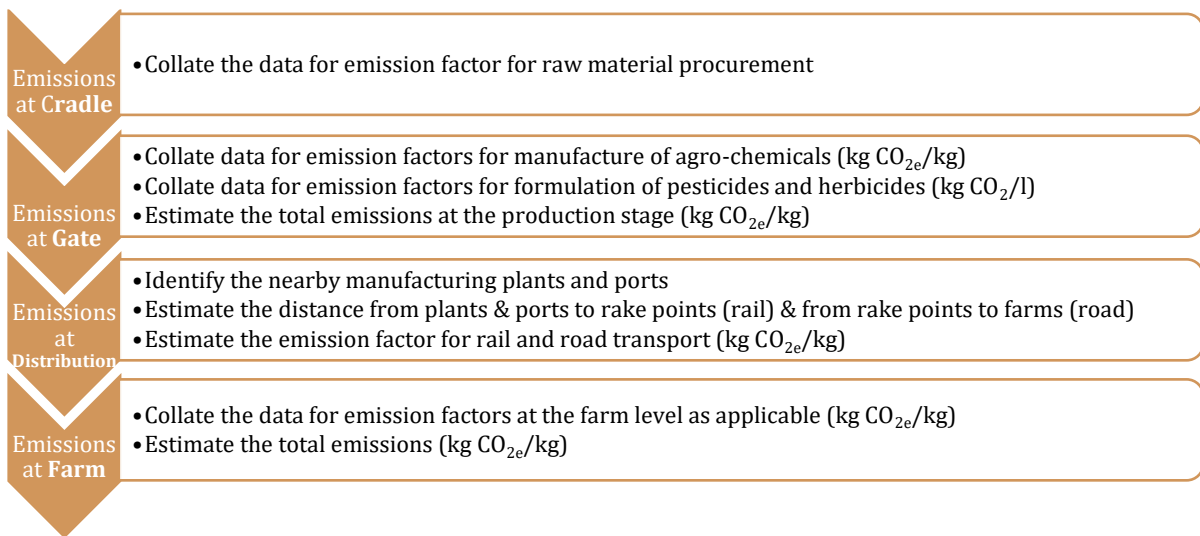 Emissions
at Cradle
•Collate the data for emission factor for raw material procurement
Emissions
at Gate
•Collate data for emission factors for manufacture of agro-chemicals (kg CO2e/kg)
•Collate data for emission factors for formulation of pesticides and herbicides (kg CO2/l)
•Estimate the total emissions at the production stage (kg CO2e/kg)
Emissions
at
Distribution
•Identify the nearby manufacturing plants and ports
•Estimate the distance from plants & ports to rake points (rail) & from rake points to farms (road)
•Estimate the emission factor for rail and road transport (kg CO2e/kg)
Emissions
at Farm
•Collate the data for emission factors at the farm level as applicable (kg CO2e/kg)
•Estimate the total emissions (kg CO2e/kg)